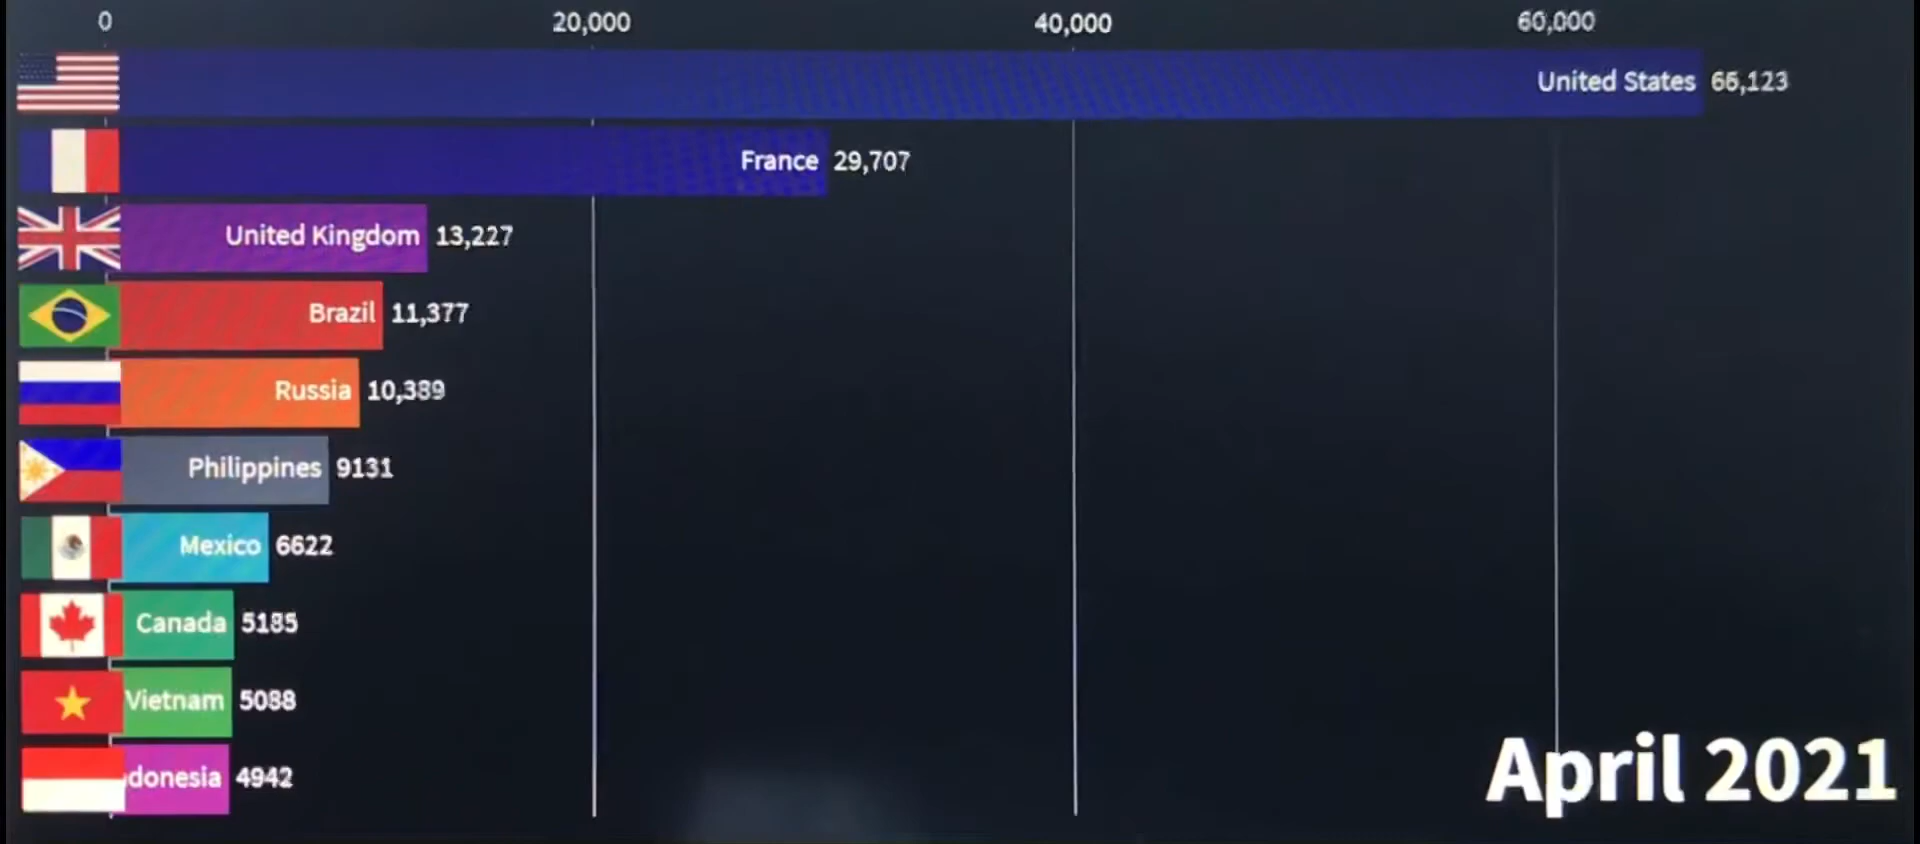 0 20,000 40,000 60,000
United States 66,123
France 29,707
United Kingdom 13,227
Brazil 11,377
Russia 10,389
Philippines 9131
Mexico 6622
Canada 5185
Vietnam 5088
donesia 4942
April 2021